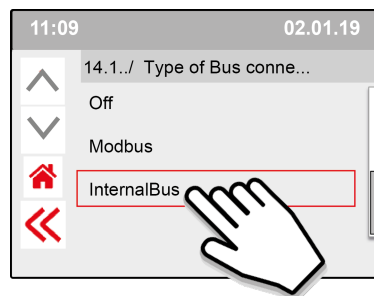 11:09 02.01.19
14.1../ Type of Bus conne...
Off
Modbus
InternalBus